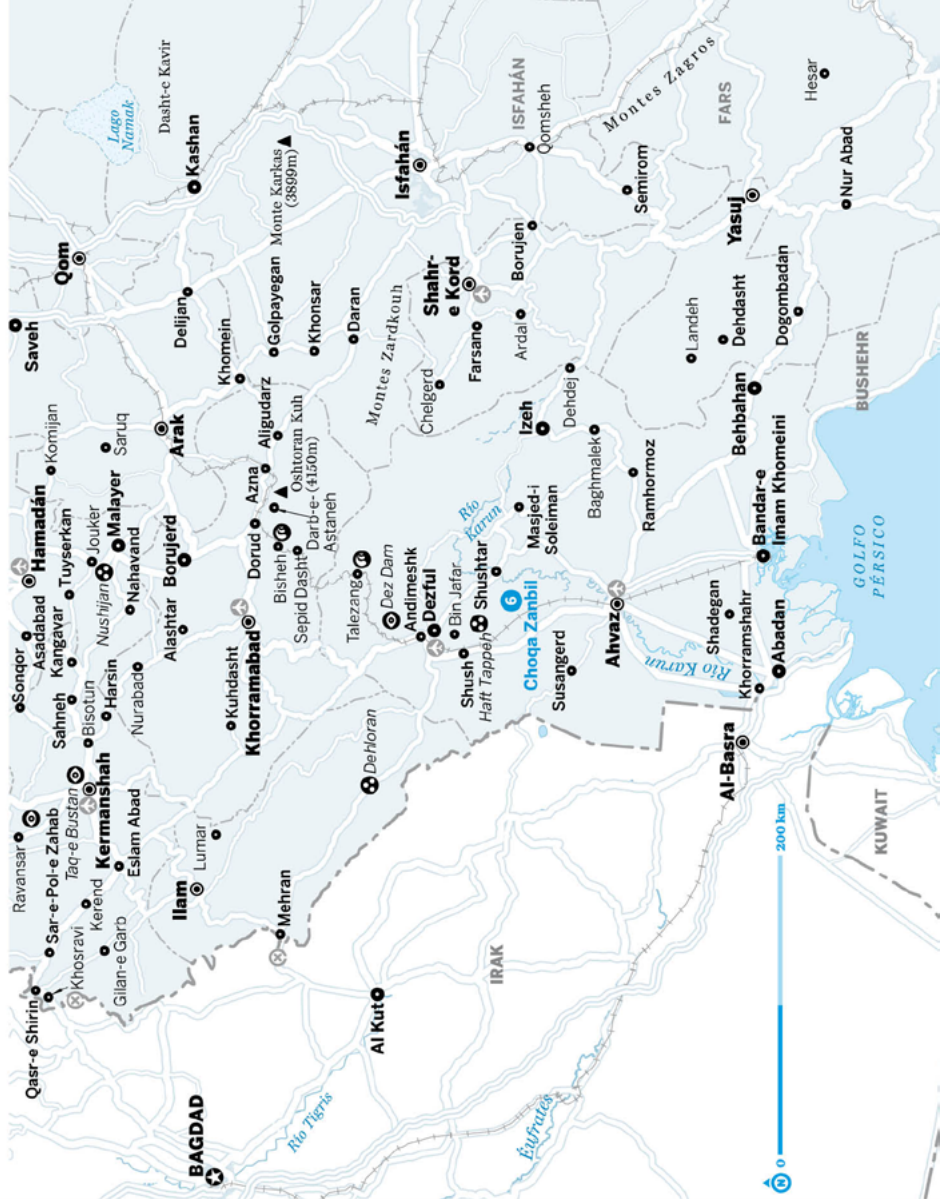 Qasr-e Shirin
Ravansar
Sonqor
Saveh
Sar-e-Pol-e Zahab
Asadabad
Hamadán
Komijan
Qom
Lago
Namak
Khosravi
Taq-e Bustan
Sahneh
Kangavar
Tuyserkan
Kerend
Kermanshah
Bisotun
Jouker
Gilan-e Garb
Harsin
Nushijan
Malayer
Saruq
Eslam Abad
Nahavand
Nurabade
Dasht-e Kavir
Ilam
Alashtar
Borujerd
Arak
Delijan
Kashan
BAGDAD
Lumar
Kuhdasht
Khomein
Mehran
Khorramabad
Dorud
Azna
Aligudarz
Golpayegan
Monte Karkas
(3899m)
Bisheh
Oshtoran Kuh
(4150m)
Darb-e-
Astaneh
Sepid Dasht
Khonsar
Río Tigris
Talezang
Daran
Dehloran
Dez Dam
Montes Zardkouh
Al Kut
Andimeshk
Dezful
Isfahán
Bin Jafar
Chelgerd
Shahr-
e Kord
Shush
Haft Tappeh
Shushtar
Río
Karun
Farsan
IRAK
6
Choqa Zanbil
Masjed-i
Soleiman
Izeh
Ardal
Borujen
ISFAHÁN
Qomsheh
Éufrates
Susangerd
Dehdej
Baghmalek
Montes Zagros
Ahvaz
Ramhormoz
Semirom
Río Karun
Landeh
Al-Basra
Shadegan
Dehdasht
FARS
Khorramshahr
Abadan
Bandar-e
Imam Khomeini
Behbahan
Yasuj
N
0
200 km
Dogombadan
Hesar
Nur Abad
KUWAIT
GOLFO
PÉRSICO
BUSHEHR